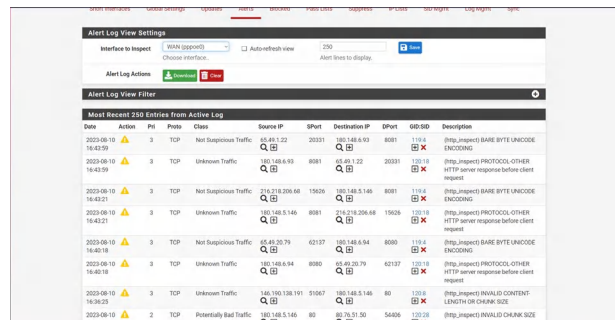 Short Interfaces Global Settings Updates Alerts Blocked Pass Lists Suppress IP Lists SID Mgmt Log Mgmt Sync
Alert Log View Settings
Interface to Inspect WAN (pppoe0) Auto-refresh view 250 Save
Choose interface.. Alert lines to display.
Alert Log Actions Download Clear
Alert Log View Filter
Most Recent 250 Entries from Active Log
Date Action Pri Proto Class Source IP SPort Destination IP DPort GID:SID Description
2023-08-10 3 TCP Not Suspicious Traffic 65.49.1.22 20331 180.148.6.93 8081 119:4 (http_inspect) BARE BYTE UNICODE
16:43:59 ENCODING
2023-08-10 3 TCP Unknown Traffic 180.148.6.93 8081 65.49.1.22 20331 120:18 (http_inspect) PROTOCOL-OTHER
16:43:59 HTTP server response before client
request
2023-08-10 3 TCP Not Suspicious Traffic 216.218.206.68 15626 180.148.5.146 8081 119:4 (http_inspect) BARE BYTE UNICODE
16:43:21 ENCODING
2023-08-10 3 TCP Unknown Traffic 180.148.5.146 8081 216.218.206.68 15626 120:18 (http_inspect) PROTOCOL-OTHER
16:43:21 HTTP server response before client
request
2023-08-10 3 TCP Not Suspicious Traffic 65.49.20.79 62137 180.148.6.94 8080 119:4 (http_inspect) BARE BYTE UNICODE
16:40:18 ENCODING
2023-08-10 3 TCP Unknown Traffic 180.148.6.94 8080 65.49.20.79 62137 120:18 (http_inspect) PROTOCOL-OTHER
16:40:18 HTTP server response before client
request
2023-08-10 3 TCP Unknown Traffic 146.190.138.191 51067 180.148.5.146 80 120:8 (http_inspect) INVALID CONTENT-
16:36:25 LENGTH OR CHUNK SIZE
2023-08-10 2 TCP Potentially Bad Traffic 180.148.5.146 80 80.76.51.50 54406 120:28 (http_inspect) INVALID CHUNK SIZE